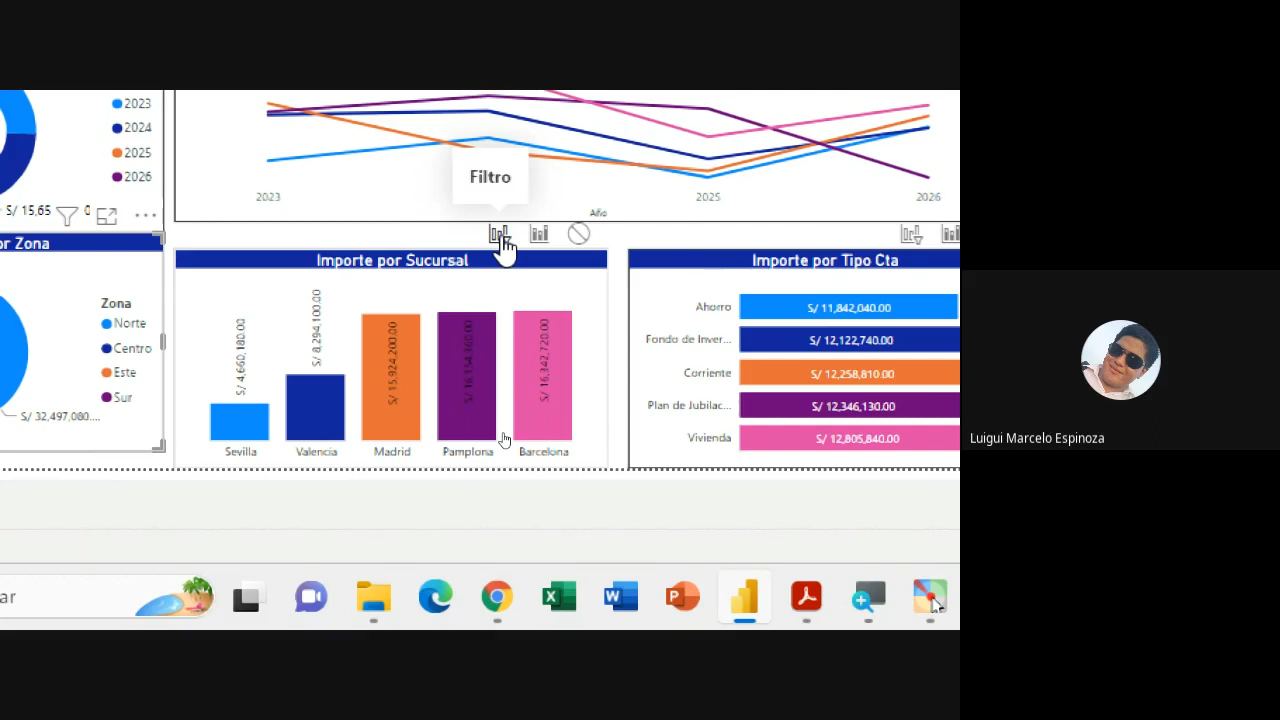 2023
2024
2025
2026
S/ 15,65
0
Filtro
2023
2025
2026
Año
or Zona
Zona
Norte
Centro
Este
Sur
S/ 32,497,080....
Importe por Sucursal
S/ 4,660,180.00
S/ 8,294,100.00
S/ 15,924,200.00
S/ 16,342,720.00
Sevilla
Valencia
Madrid
Pamplona
Barcelona
Importe por Tipo Cta
Ahorro
S/ 11,842,040.00
Fondo de Inver...
S/ 12,122,740.00
Corriente
S/ 12,258,810.00
Plan de Jubilac...
S/ 12,346,130.00
Vivienda
S/ 12,805,840.00
ar
Luigui Marcelo Espinoza